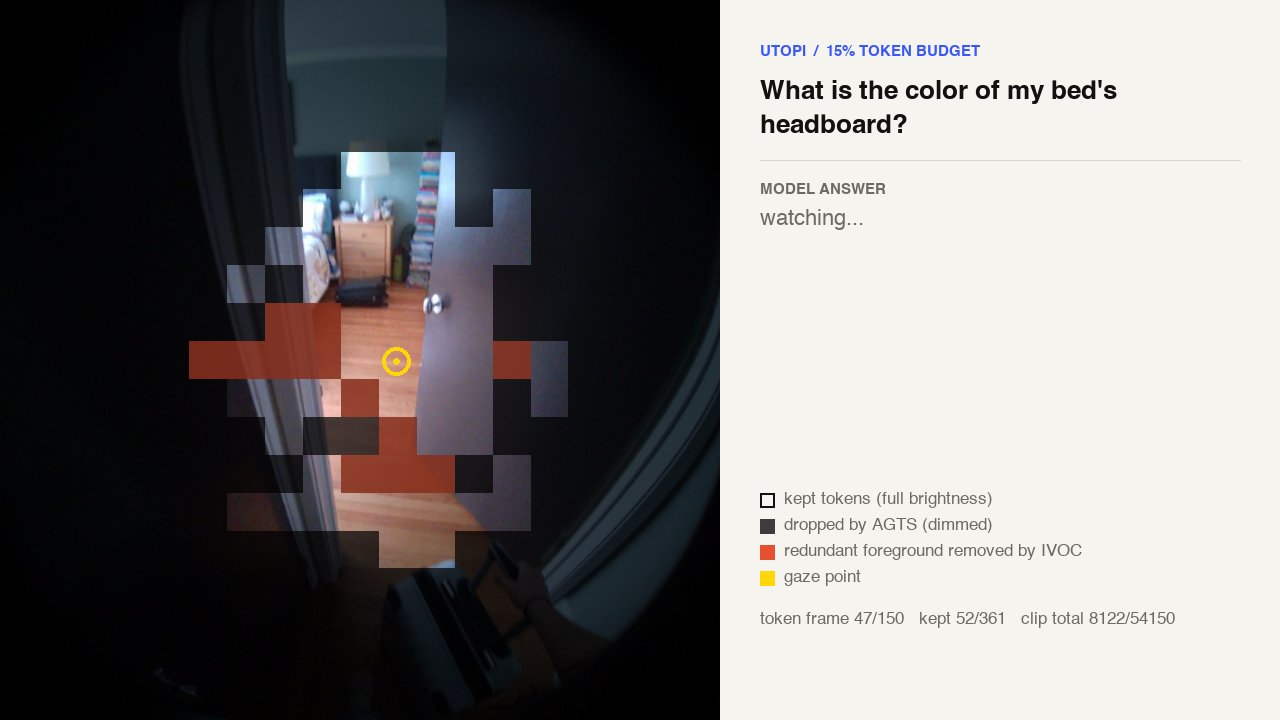 UTOPI / 15% TOKEN BUDGET
What is the color of my bed's
headboard?
MODEL ANSWER
watching...
kept tokens (full brightness)
dropped by AGTS (dimmed)
redundant foreground removed by IVOC
gaze point
token frame 47/150 kept 52/361 clip total 8122/54150